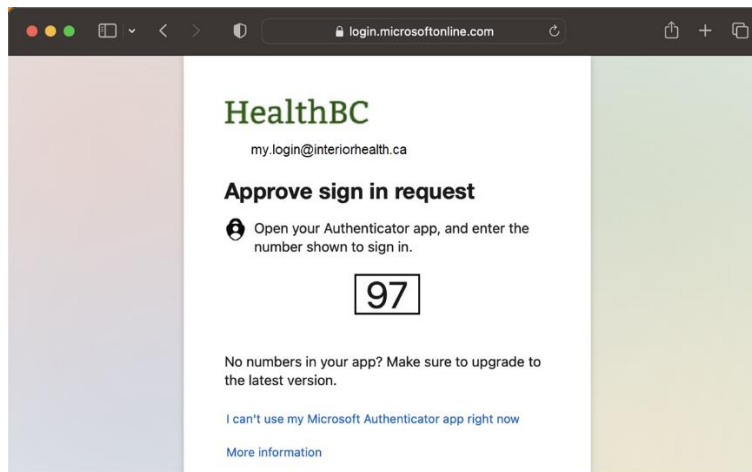 login.microsoftonline.com
HealthBC
my.login@interiorhealth.ca
Approve sign in request
Open your Authenticator app, and enter the
number shown to sign in.
97
No numbers in your app? Make sure to upgrade to
the latest version.
I can't use my Microsoft Authenticator app right now
More information